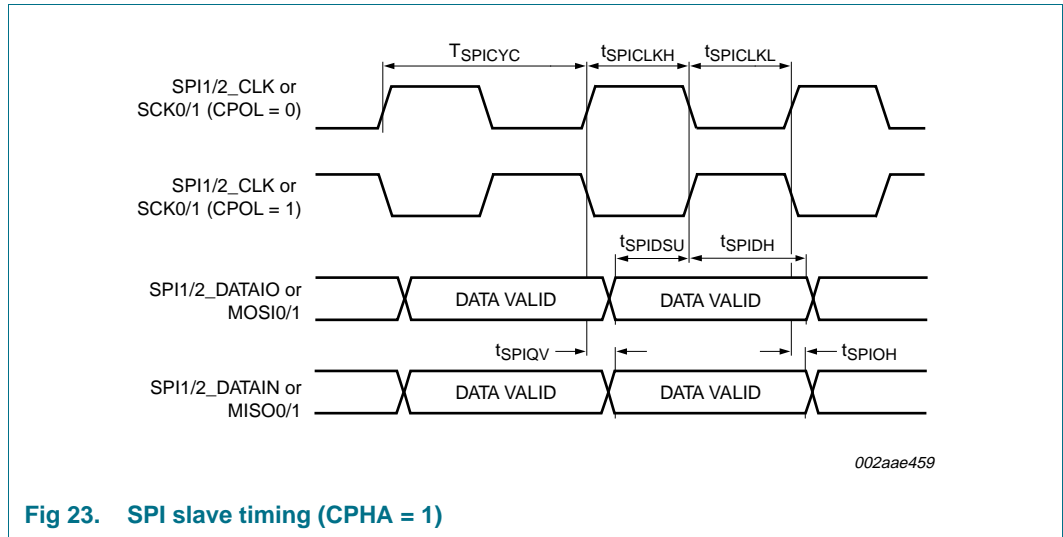 TSPICYC
tSPICLKH
tSPICLKL
SPI1/2_CLK or
SCK0/1 (CPOL = 0)
SPI1/2_CLK or
SCK0/1 (CPOL = 1)
tSPIDSU
tSPIDH
SPI1/2_DATAIO or
MOSI0/1
DATA VALID
DATA VALID
tSPIQV
tSPIOH
SPI1/2_DATAIN or
MISO0/1
DATA VALID
DATA VALID
002aae459
Fig 23. SPI slave timing (CPHA = 1)